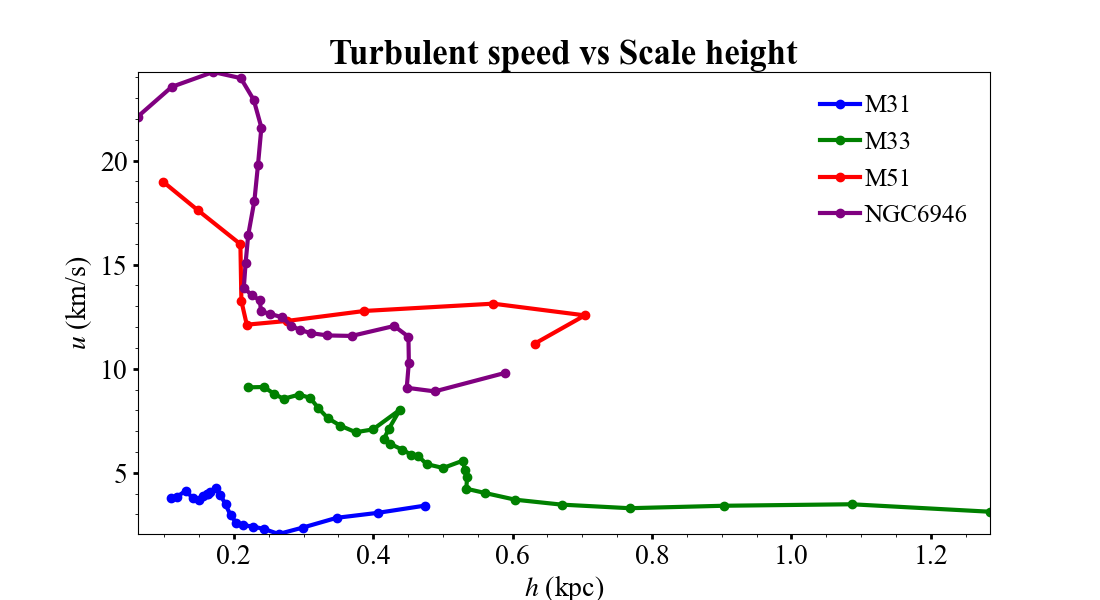 Turbulent speed vs Scale height
M31
M33
M51
NGC6946
20
15
10
5
u (km/s)
0.2 0.4 0.6 0.8 1.0 1.2
h (kpc)